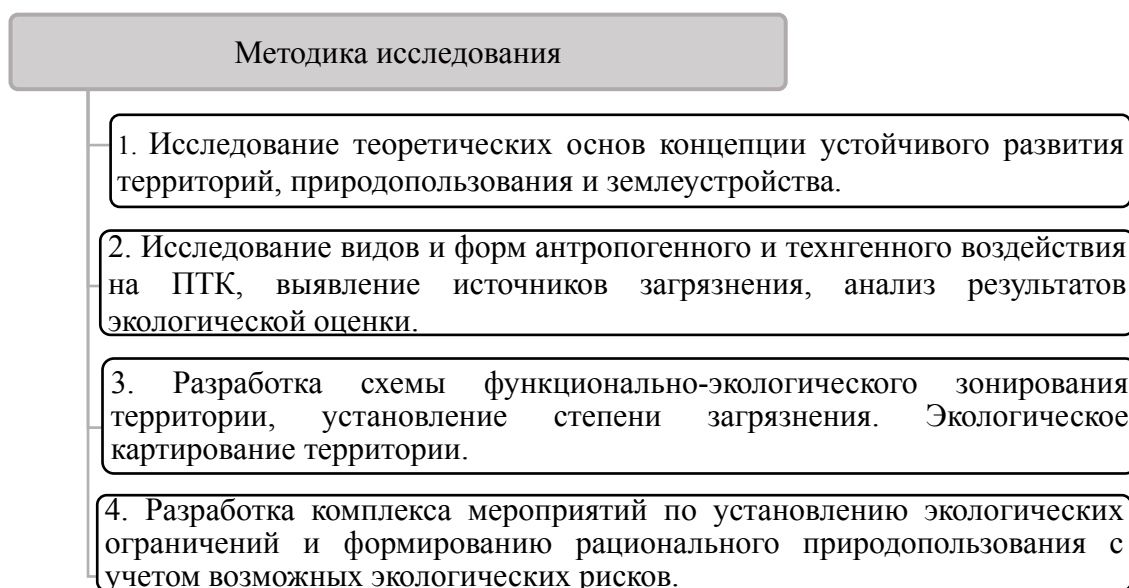 Методика исследования
1. Исследование теоретических основ концепции устойчивого развития
территорий, природопользования и землеустройства.
2. Исследование видов и форм антропогенного и технгенного воздействия
на ПТК, выявление источников загрязнения, анализ результатов
экологической оценки.
3. Разработка схемы функционально-экологического зонирования
территории, установление степени загрязнения. Экологическое
картирование территории.
4. Разработка комплекса мероприятий по установлению экологических
ограничений и формированию рационального природопользования с
учетом возможных экологических рисков.